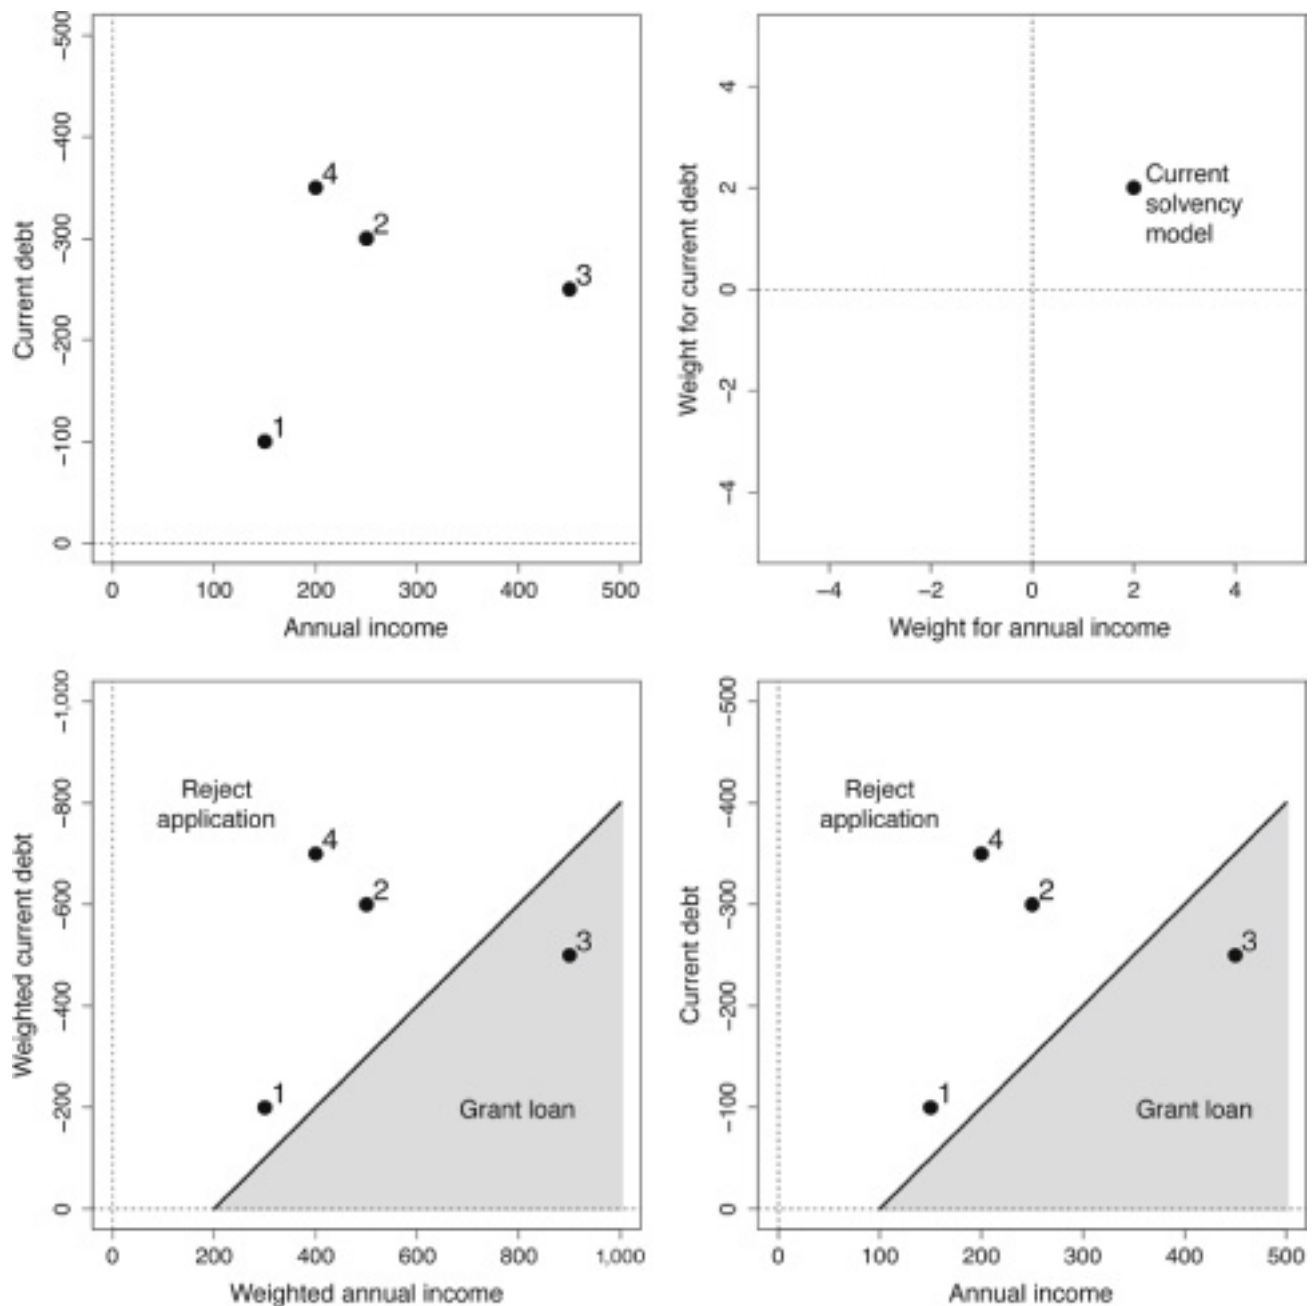 Current debt
−500
−400
−300
−200
−100
0
4
2
3
1
0 100 200 300 400 500
Annual income
Weight for current debt
4
2
0
−2
−4
Current
solvency
model
−4 −2 0 2 4
Weight for annual income
Weighted current debt
−1,000
−800
−600
−400
−200
0
Reject
application
4
2
3
1
Grant loan
0 200 400 600 800 1,000
Weighted annual income
Current debt
−500
−400
−300
−200
−100
0
Reject
application
4
2
3
1
Grant loan
0 100 200 300 400 500
Annual income